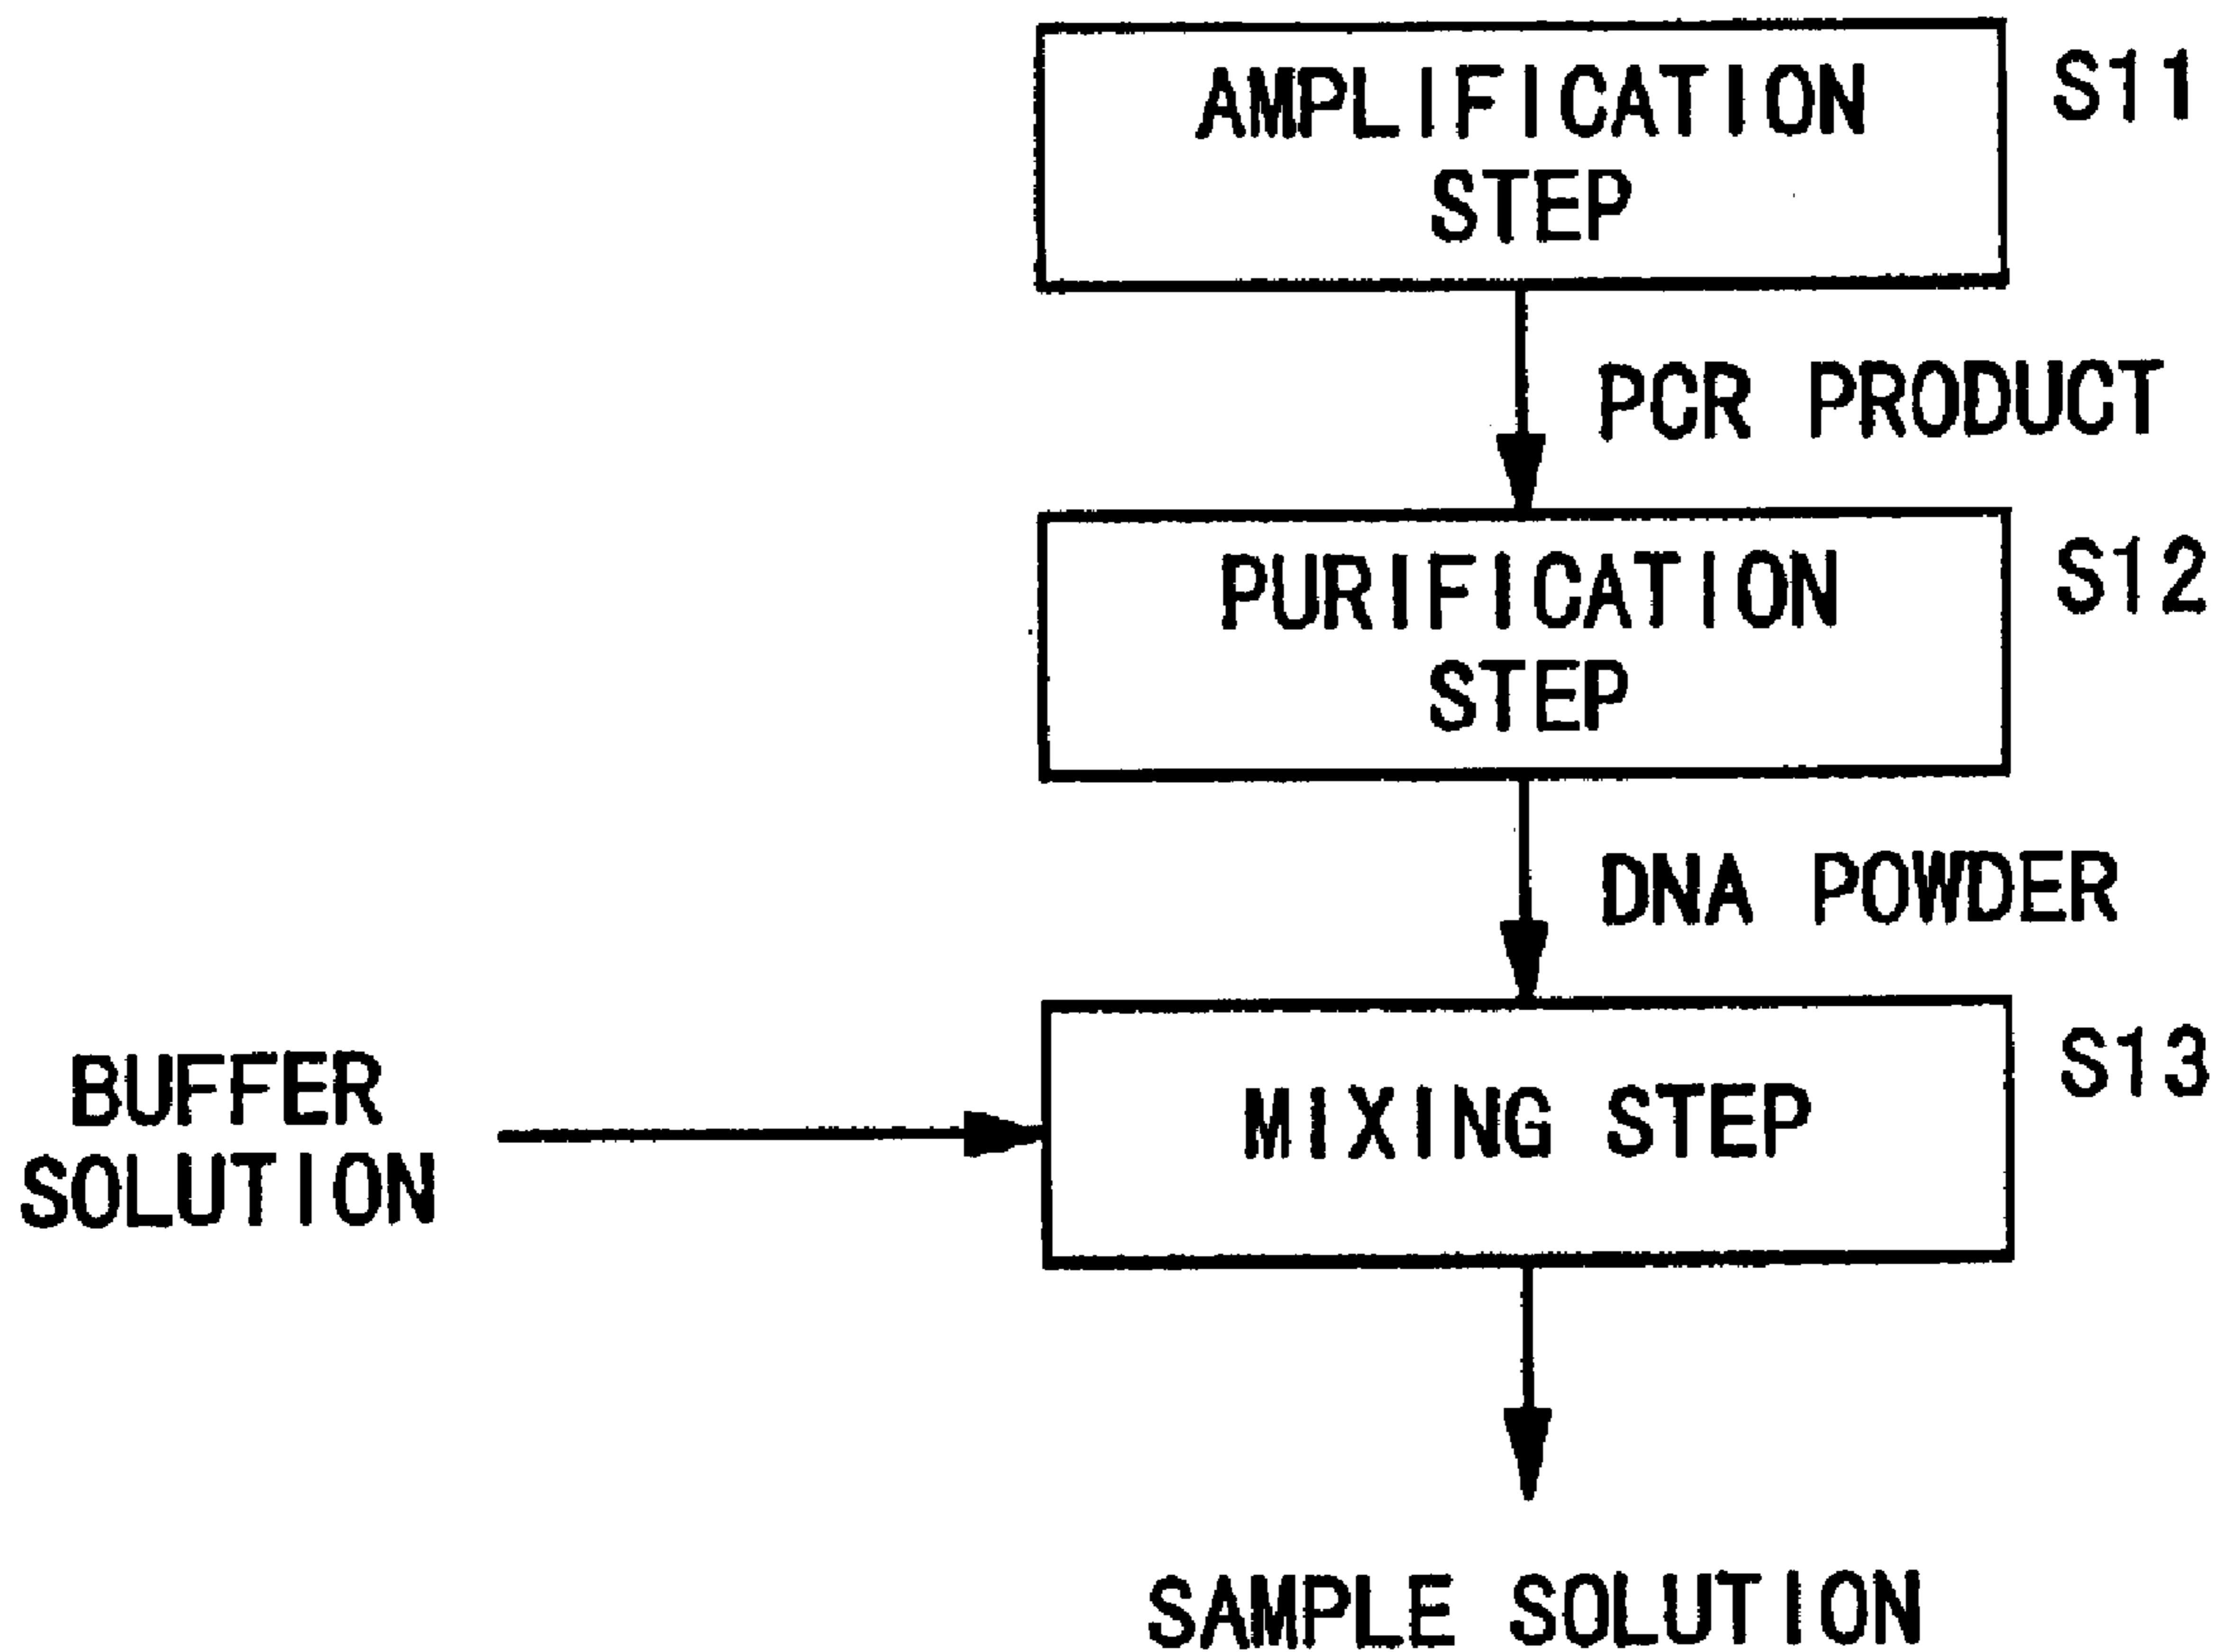 AMPLIFICATION
STEP
S11
PCR PRODUCT
PURIFICATION
STEP
S12
DNA POWDER
BUFFER
SOLUTION
MIXING STEP
S13
SAMPLE SOLUTION